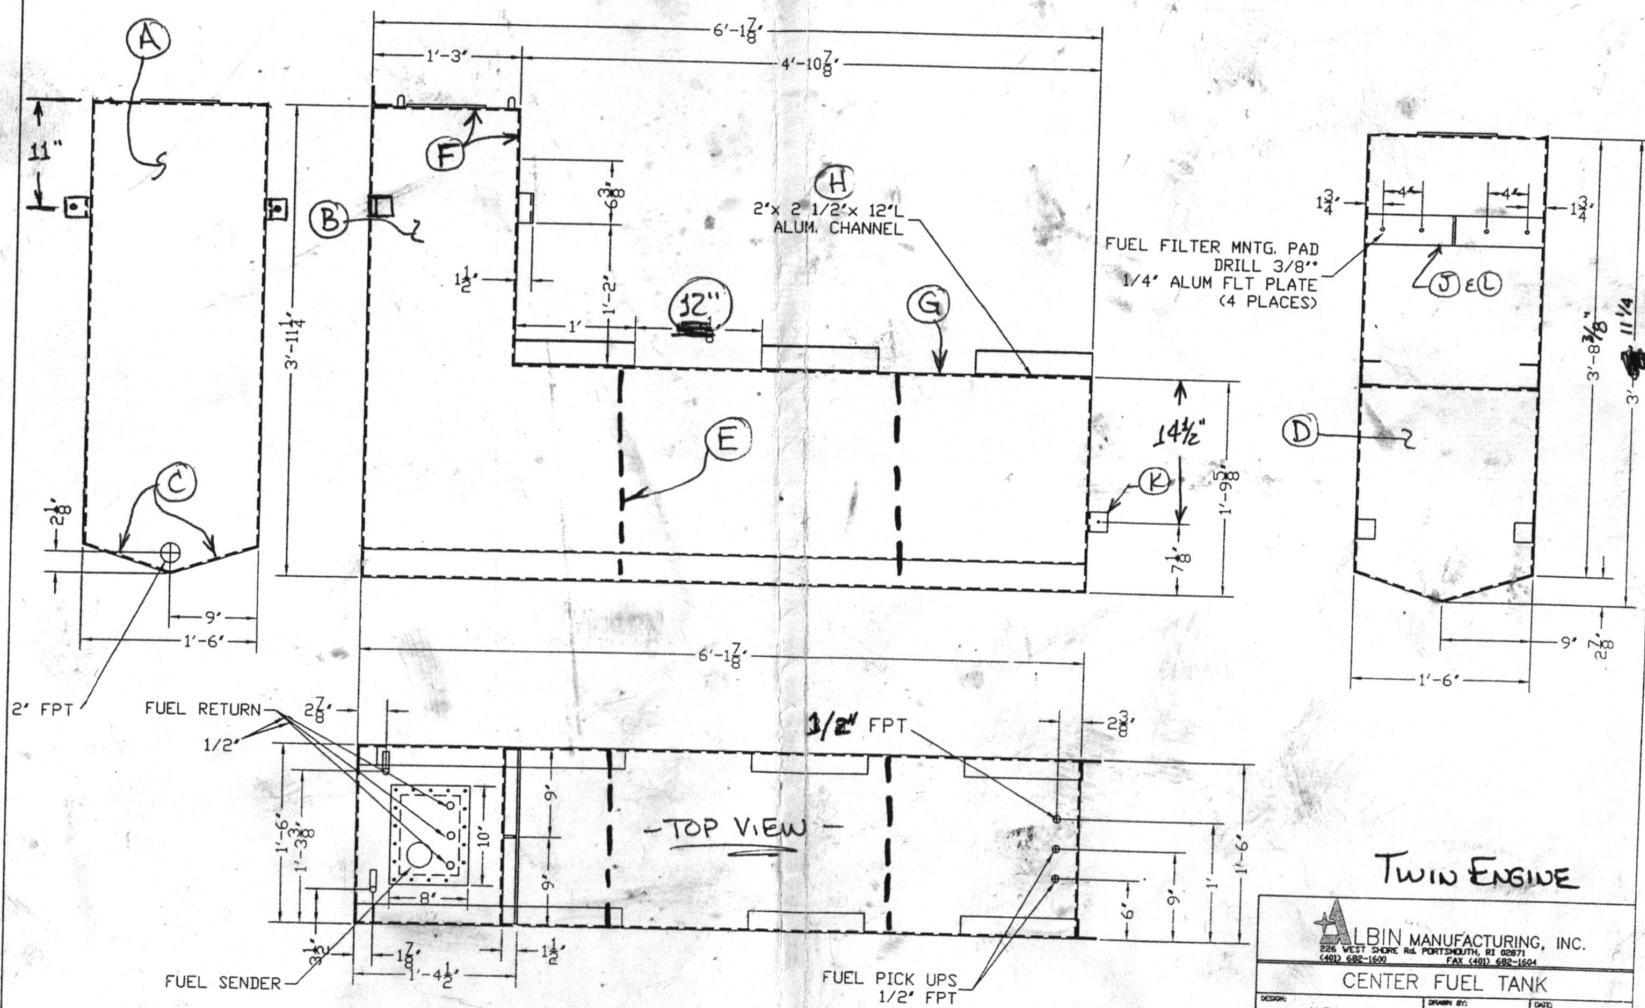 6'-1 7/8"
1'-3"
4'-10 7/8"
A
11"
F
B
6 3/8"
H
2"x 2 1/2"x 12"L
ALUM. CHANNEL
1 1/2"
1'-2"
12"
1'
G
3'-11 1/4"
E
14 1/2"
K
1'-9 5/8"
7 1/8"
C
2 1/8"
9"
1'-6"
2" FPT
1 3/4"
4"
4"
1 3/4"
FUEL FILTER MNTG. PAD
DRILL 3/8"
1/4" ALUM FLT PLATE
(4 PLACES)
J & L
D
3'-8 3/8"
3'- 11 1/4
9"
2 7/8"
1'-6"
6'-1 7/8"
FUEL RETURN
1/2"
2 7/8"
1/2" FPT
2 3/8"
1'-6"
1'-3 3/8"
10"
8"
9"
9"
- TOP VIEW -
6"
9"
1'
1'-6"
3 1/2"
1 7/8"
1'-4 1/2"
1 1/2"
FUEL SENDER
FUEL PICK UPS
1/2" FPT
TWIN ENGINE
ALBIN MANUFACTURING, INC.
226 WEST SHORE Rd. PORTSMOUTH, RI 02871
(401) 682-1600 FAX (401) 682-1604
CENTER FUEL TANK
DESIGN: DRAWN BY: DATE: